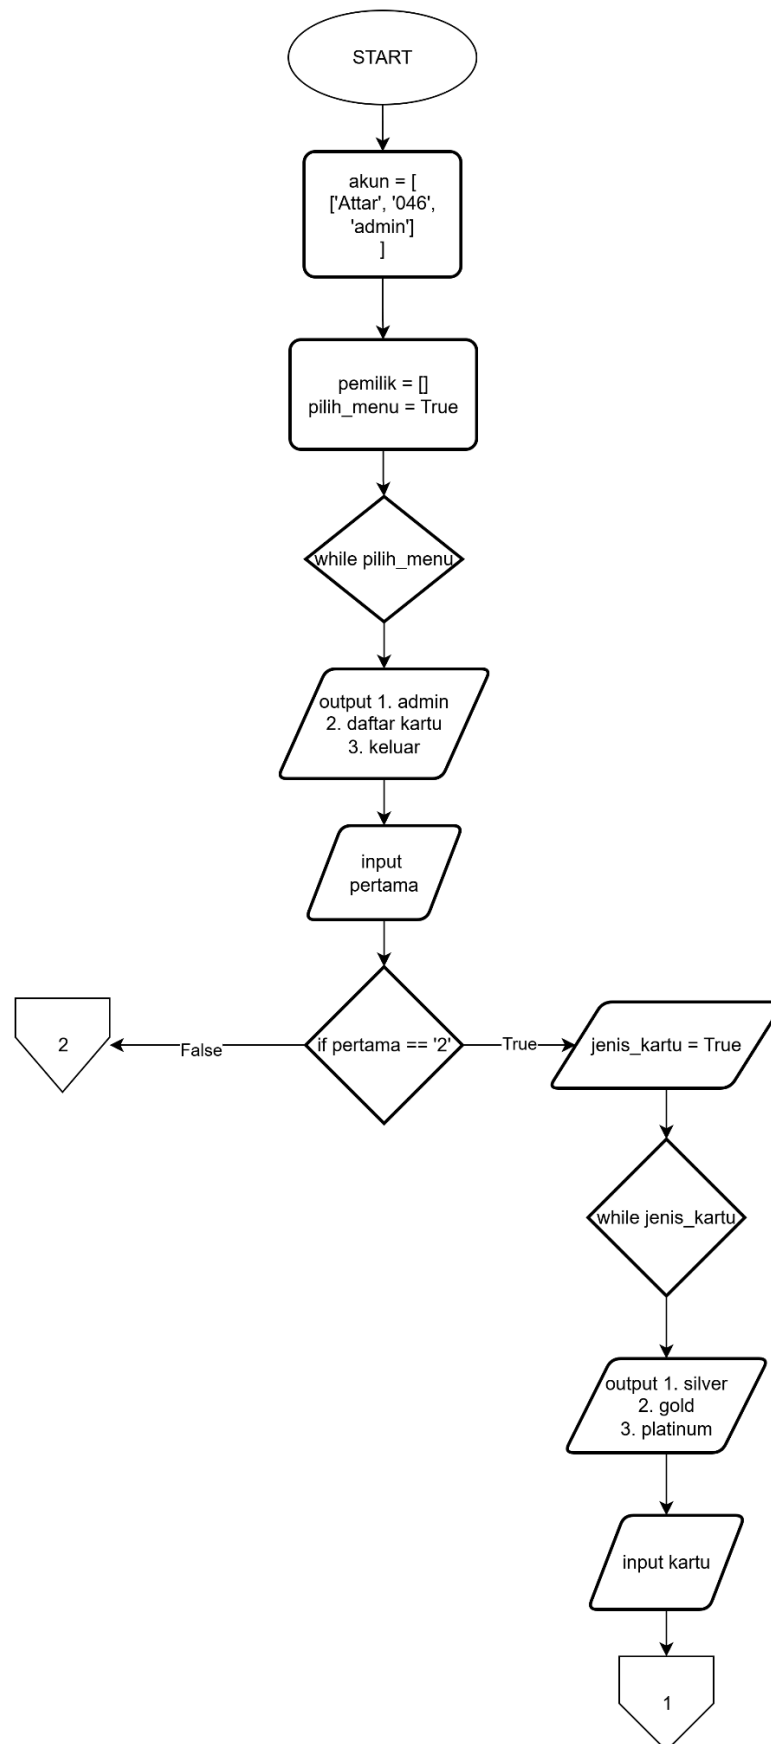 START
akun = [
['Attar', '046',
'admin']
]
pemilik = []
pilih_menu = True
while pilih_menu
output 1. admin
2. daftar kartu
3. keluar
input
pertama
2
False
if pertama == '2'
True
jenis_kartu = True
while jenis_kartu
output 1. silver
2. gold
3. platinum
input kartu
1